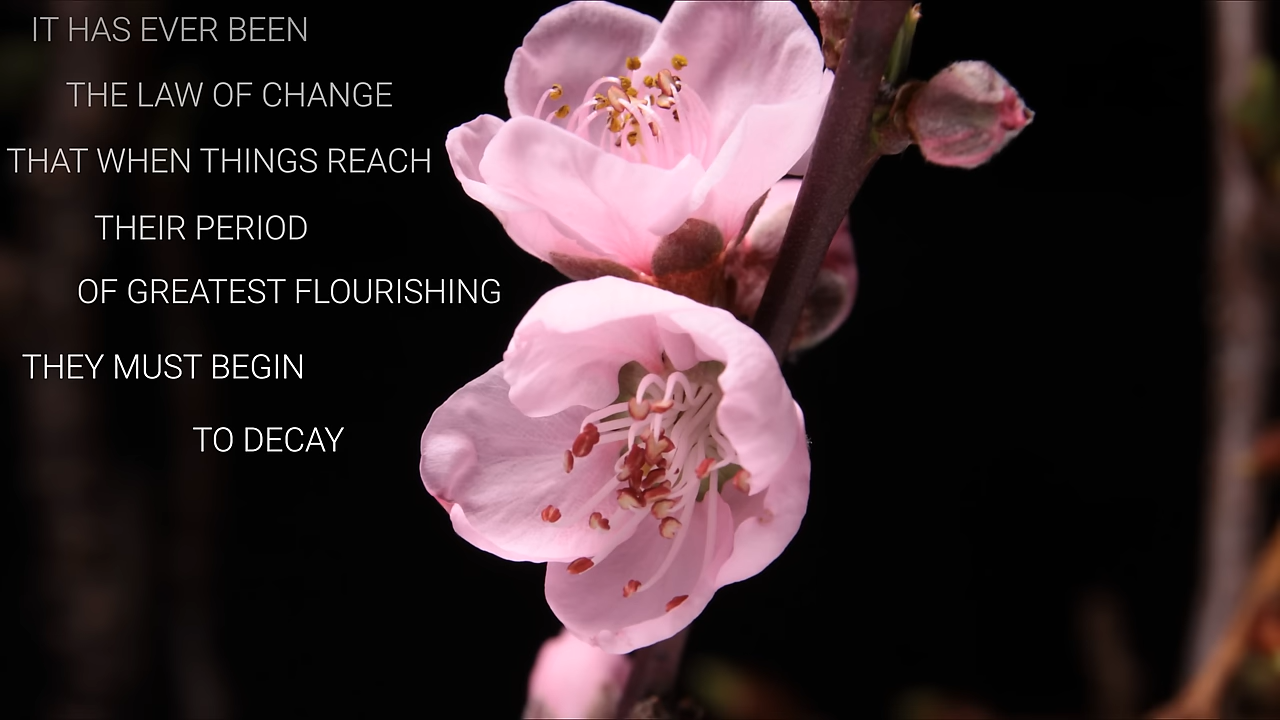 IT HAS EVER BEEN
THE LAW OF CHANGE
THAT WHEN THINGS REACH
THEIR PERIOD
OF GREATEST FLOURISHING
THEY MUST BEGIN
TO DECAY